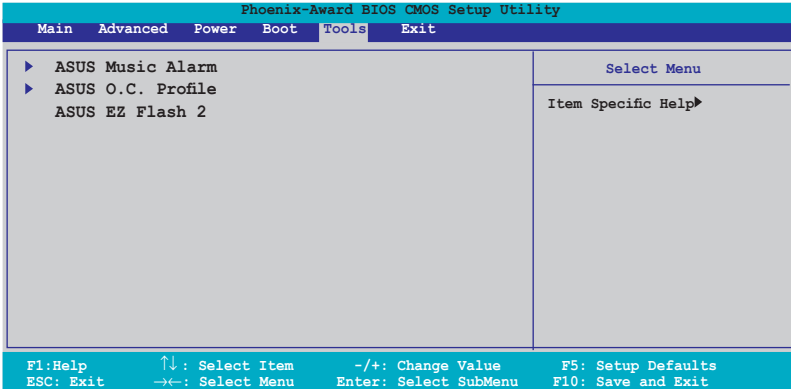 Phoenix-Award BIOS CMOS Setup Utility
Main Advanced Power Boot Tools Exit
ASUS Music Alarm
ASUS O.C. Profile
ASUS EZ Flash 2
Select Menu
Item Specific Help
F1:Help ↑↓: Select Item -/+: Change Value F5: Setup Defaults
ESC: Exit →←: Select Menu Enter: Select SubMenu F10: Save and Exit